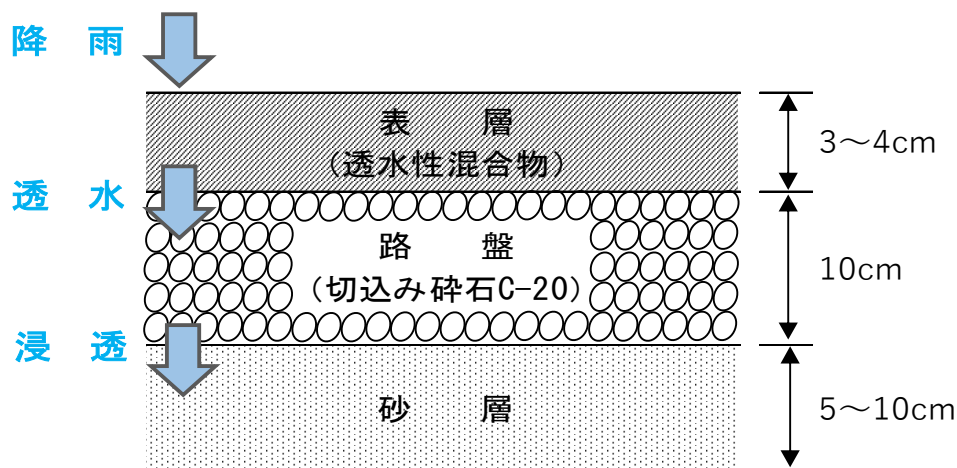 降　雨
表　　層
(透水性混合物)
3～4cm
透　水
路　　盤
(切込み砕石C-20)
10cm
浸　透
砂　　層
5～10cm